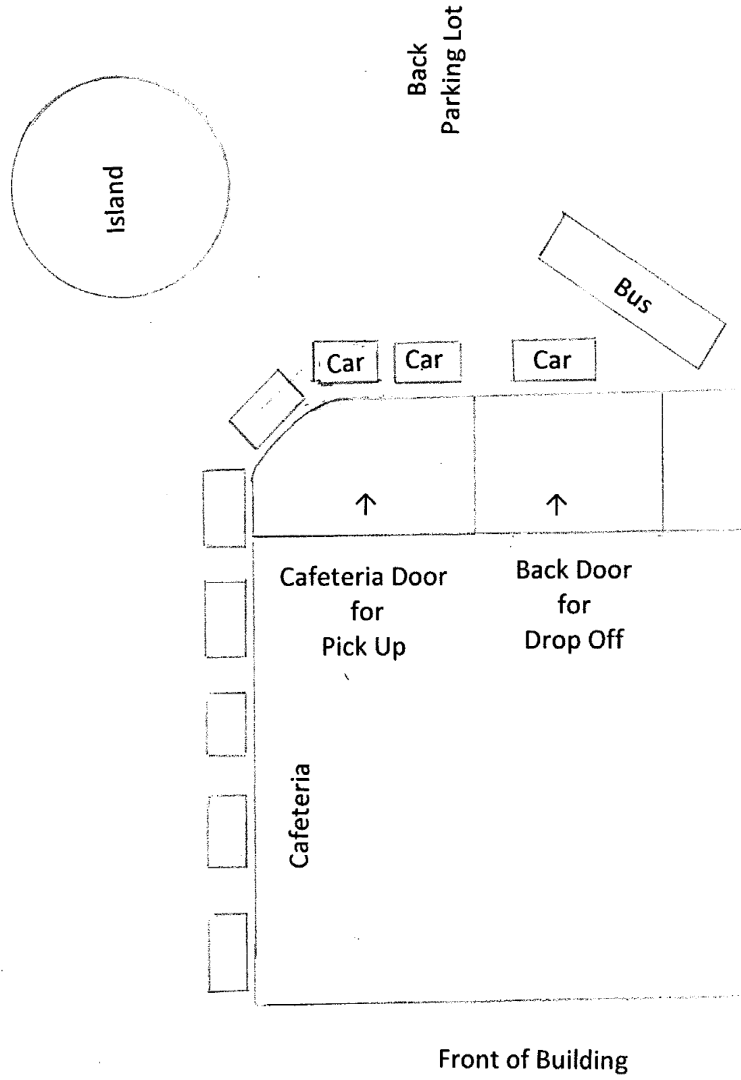 Back
Parking Lot
Island
Bus
Car
Car
Car
↑
↑
Cafeteria Door
for
Pick Up
Back Door
for
Drop Off
Cafeteria
Front of Building